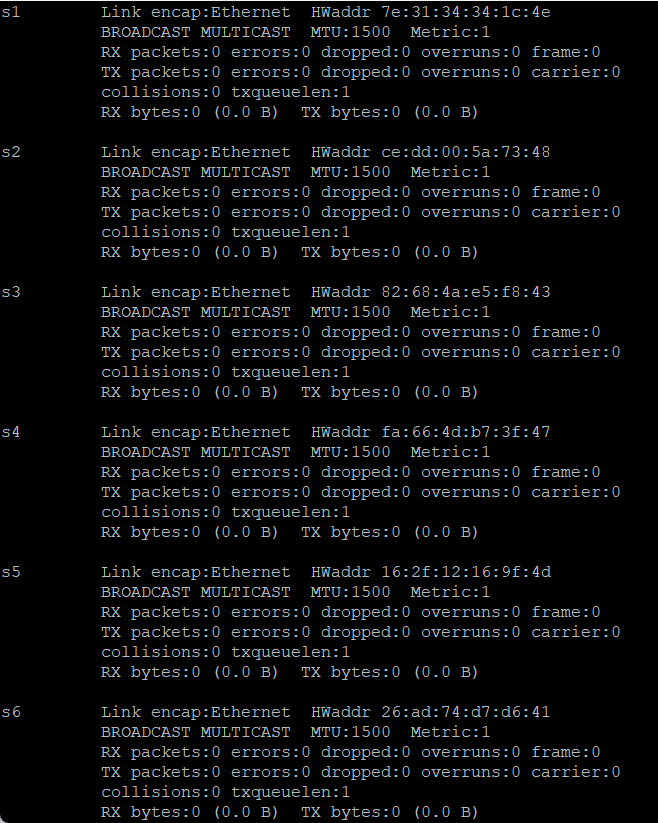 s1        Link encap:Ethernet  HWaddr 7e:31:34:34:1c:4e
          BROADCAST MULTICAST  MTU:1500  Metric:1
          RX packets:0 errors:0 dropped:0 overruns:0 frame:0
          TX packets:0 errors:0 dropped:0 overruns:0 carrier:0
          collisions:0 txqueuelen:1
          RX bytes:0 (0.0 B)  TX bytes:0 (0.0 B)

s2        Link encap:Ethernet  HWaddr ce:dd:00:5a:73:48
          BROADCAST MULTICAST  MTU:1500  Metric:1
          RX packets:0 errors:0 dropped:0 overruns:0 frame:0
          TX packets:0 errors:0 dropped:0 overruns:0 carrier:0
          collisions:0 txqueuelen:1
          RX bytes:0 (0.0 B)  TX bytes:0 (0.0 B)

s3        Link encap:Ethernet  HWaddr 82:68:4a:e5:f8:43
          BROADCAST MULTICAST  MTU:1500  Metric:1
          RX packets:0 errors:0 dropped:0 overruns:0 frame:0
          TX packets:0 errors:0 dropped:0 overruns:0 carrier:0
          collisions:0 txqueuelen:1
          RX bytes:0 (0.0 B)  TX bytes:0 (0.0 B)

s4        Link encap:Ethernet  HWaddr fa:66:4d:b7:3f:47
          BROADCAST MULTICAST  MTU:1500  Metric:1
          RX packets:0 errors:0 dropped:0 overruns:0 frame:0
          TX packets:0 errors:0 dropped:0 overruns:0 carrier:0
          collisions:0 txqueuelen:1
          RX bytes:0 (0.0 B)  TX bytes:0 (0.0 B)

s5        Link encap:Ethernet  HWaddr 16:2f:12:16:9f:4d
          BROADCAST MULTICAST  MTU:1500  Metric:1
          RX packets:0 errors:0 dropped:0 overruns:0 frame:0
          TX packets:0 errors:0 dropped:0 overruns:0 carrier:0
          collisions:0 txqueuelen:1
          RX bytes:0 (0.0 B)  TX bytes:0 (0.0 B)

s6        Link encap:Ethernet  HWaddr 26:ad:74:d7:d6:41
          BROADCAST MULTICAST  MTU:1500  Metric:1
          RX packets:0 errors:0 dropped:0 overruns:0 frame:0
          TX packets:0 errors:0 dropped:0 overruns:0 carrier:0
          collisions:0 txqueuelen:1
          RX bytes:0 (0.0 B)  TX bytes:0 (0.0 B)